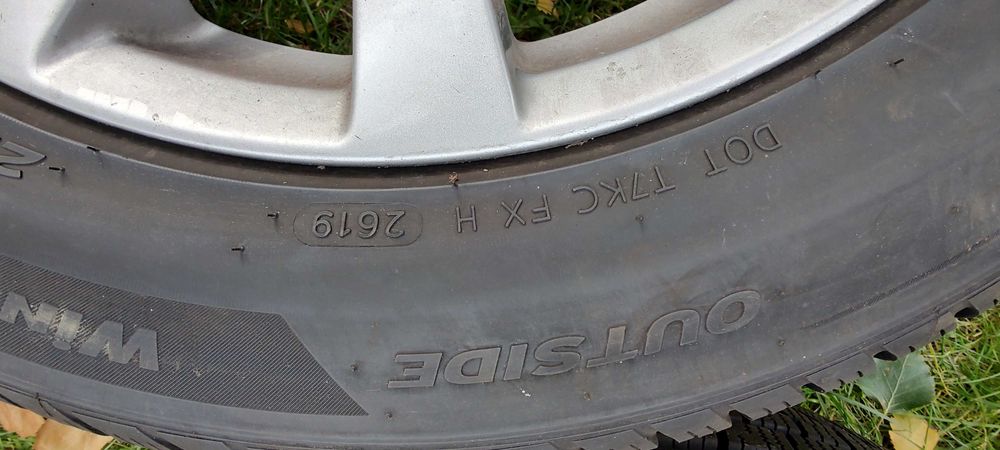 DOT T7KC FX H 2619
OUTSIDE
WIN